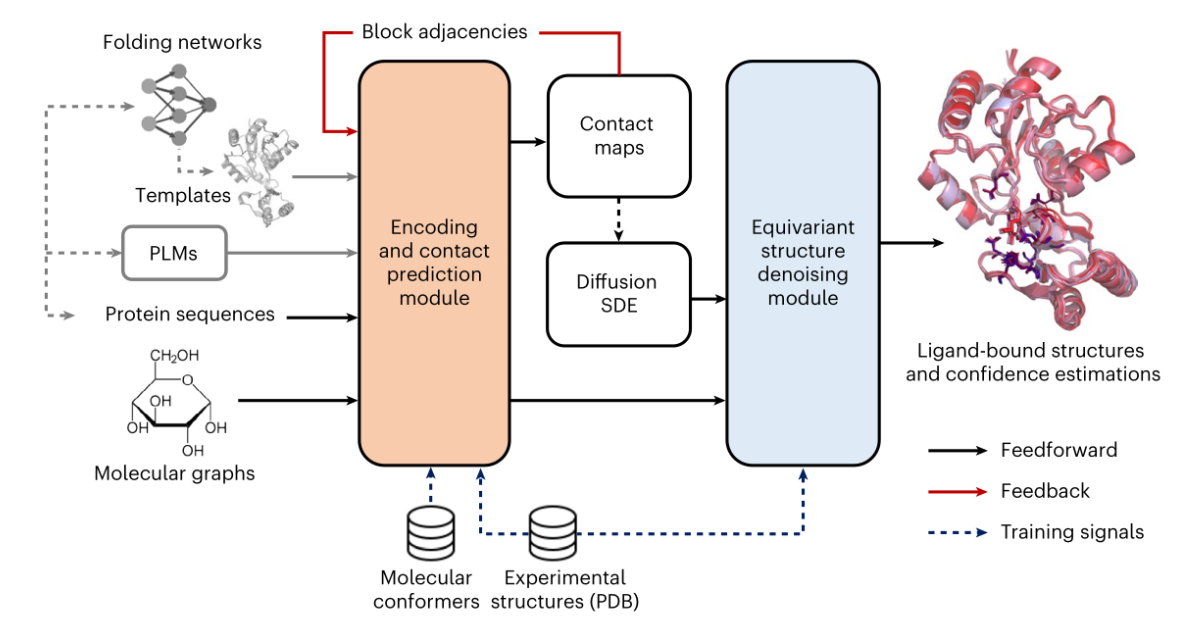 Block adjacencies
Folding networks
Contact
maps
Templates
PLMs
Encoding
and contact
prediction
module
Equivariant
structure
denoising
module
Diffusion
SDE
Protein sequences
CH₂OH
O
OH
OH
OH
OH
Molecular graphs
Ligand-bound structures
and confidence estimations
Feedforward
Feedback
Training signals
Molecular
conformers
Experimental
structures (PDB)